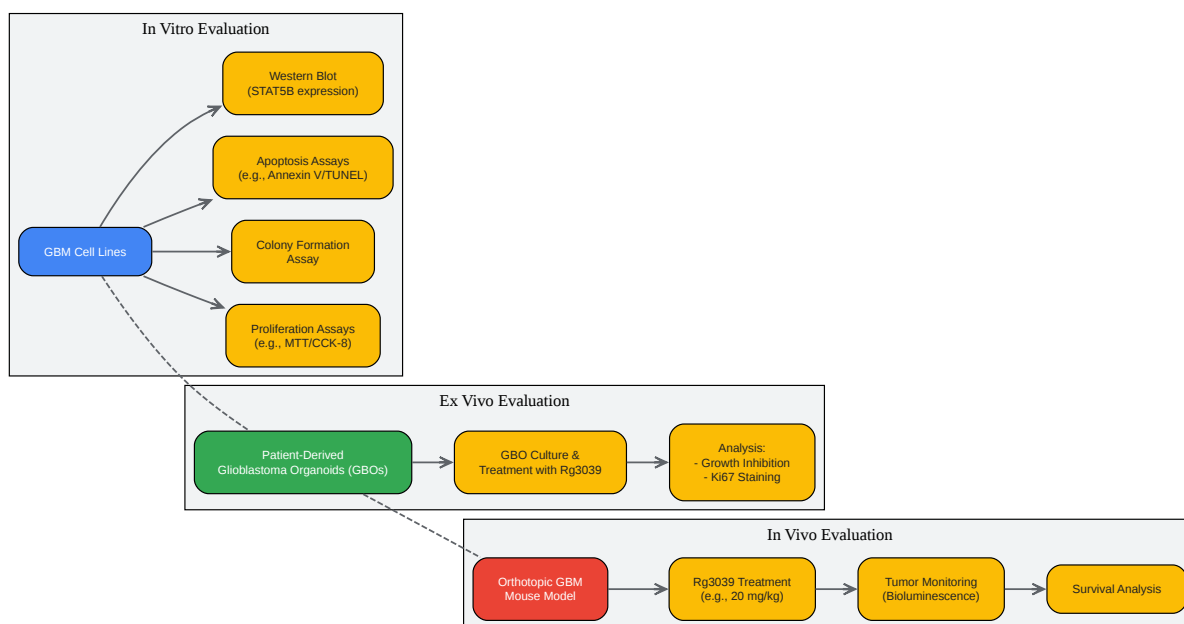 In Vitro Evaluation
Western Blot
(STAT5B expression)
Apoptosis Assays
(e.g., Annexin V/TUNEL)
GBM Cell Lines
Colony Formation
Assay
Proliferation Assays
(e.g., MTT/CCK-8)
Ex Vivo Evaluation
Patient-Derived
Glioblastoma Organoids (GBOs)
GBO Culture &
Treatment with Rg3039
Analysis:
- Growth Inhibition
- Ki67 Staining
In Vivo Evaluation
Orthotopic GBM
Mouse Model
Rg3039 Treatment
(e.g., 20 mg/kg)
Tumor Monitoring
(Bioluminescence)
Survival Analysis